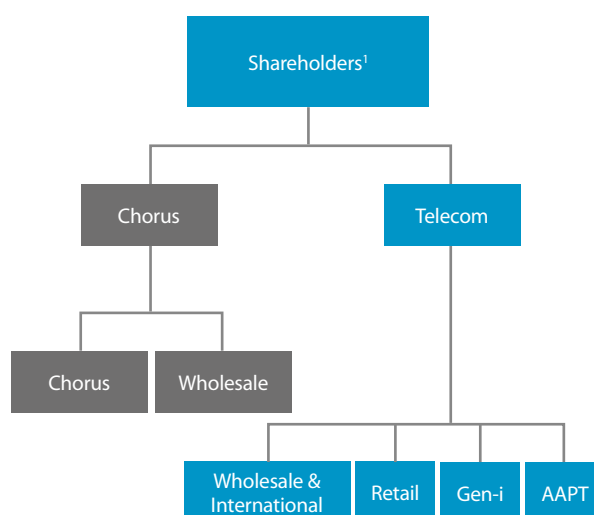 Shareholders¹
Chorus
Telecom
Chorus
Wholesale
Wholesale &
International
Retail
Gen-i
AAPT